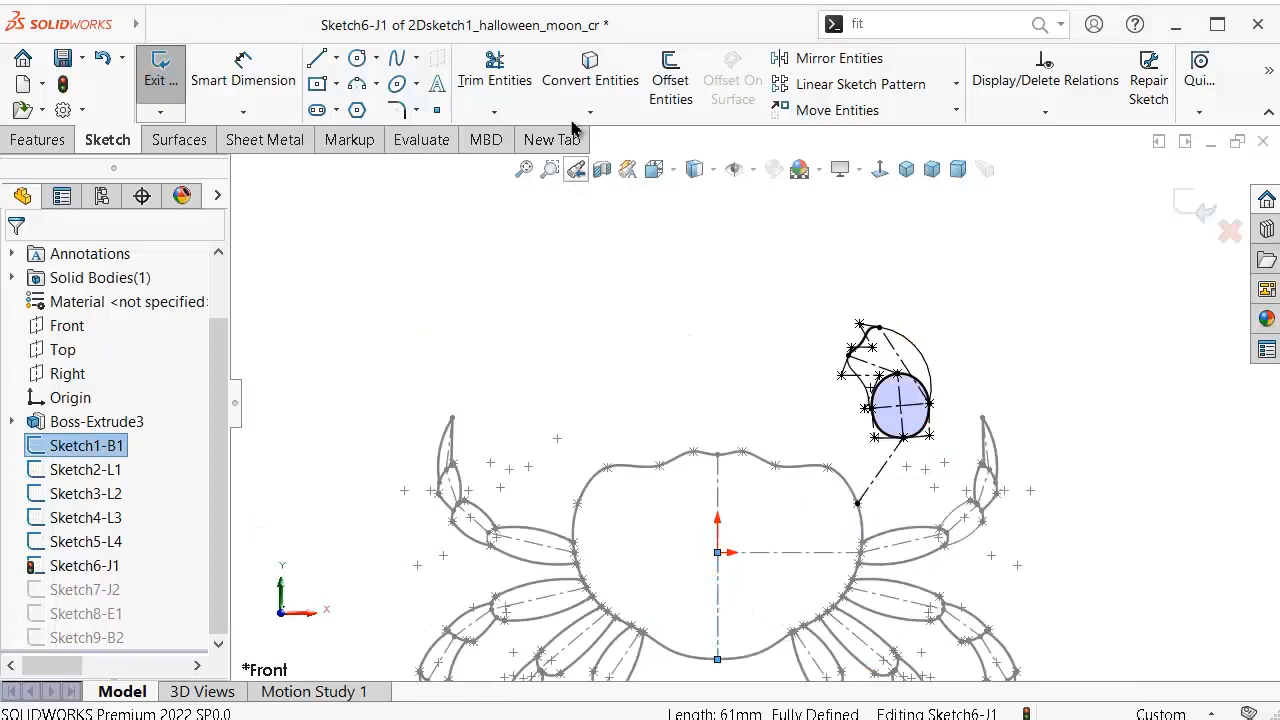 SOLIDWORKS
Sketch6-J1 of 2Dsketch1_halloween_moon_cr *
fit
Exit ...
Smart Dimension
Trim Entities
Convert Entities
Offset Entities
Offset On Surface
Mirror Entities
Linear Sketch Pattern
Move Entities
Display/Delete Relations
Repair Sketch
Qui...
Features
Sketch
Surfaces
Sheet Metal
Markup
Evaluate
MBD
New Tab
Annotations
Solid Bodies(1)
Material <not specified>
Front
Top
Right
Origin
Boss-Extrude3
Sketch1-B1
Sketch2-L1
Sketch3-L2
Sketch4-L3
Sketch5-L4
Sketch6-J1
Sketch7-J2
Sketch8-E1
Sketch9-B2
Y
X
*Front
Model
3D Views
Motion Study 1
SOLIDWORKS Premium 2022 SP0.0
Length: 61mm
Fully Defined
Editing Sketch6-J1
Custom